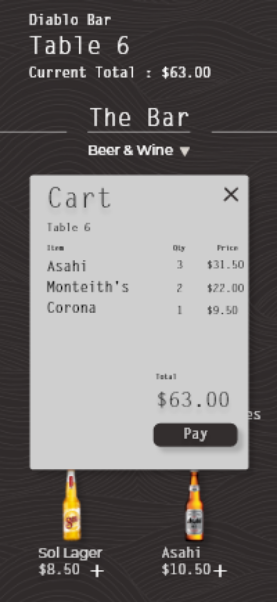 Diablo Bar
Table 6
Current Total : $63.00
The Bar
Beer & Wine ▼
Cart ×
Table 6
Item Qty Price
Asahi 3 $31.50
Monteith's 2 $22.00
Corona 1 $9.50
Total
$63.00
es
Pay
Sol Lager Asahi
$8.50 + $10.50+